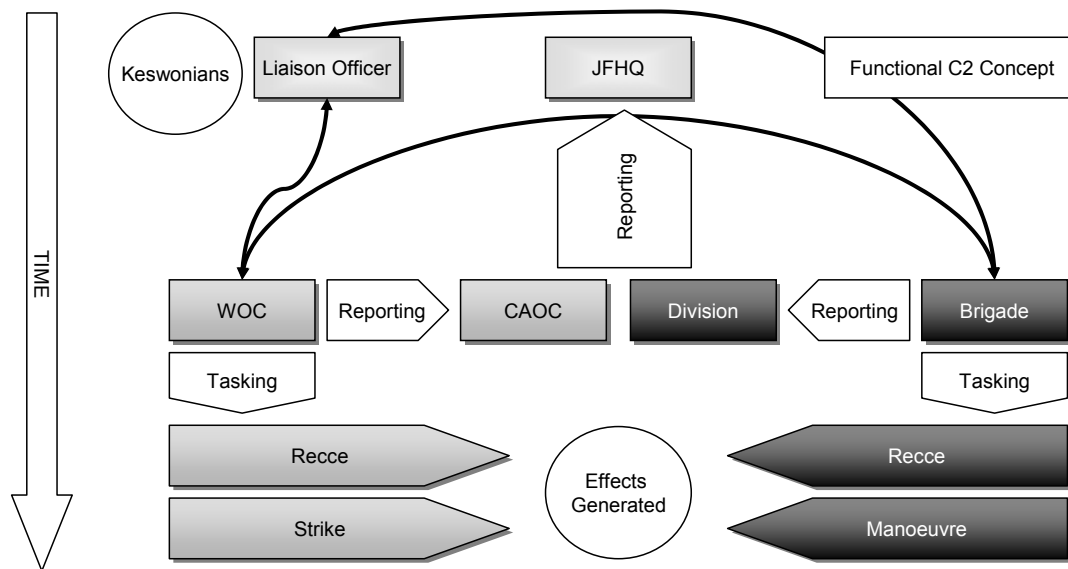 Keswonians
Liaison Officer
JFHQ
Functional C2 Concept
Reporting
TIME
WOC
Reporting
CAOC
Division
Reporting
Brigade
Tasking
Tasking
Recce
Effects
Generated
Recce
Strike
Manoeuvre